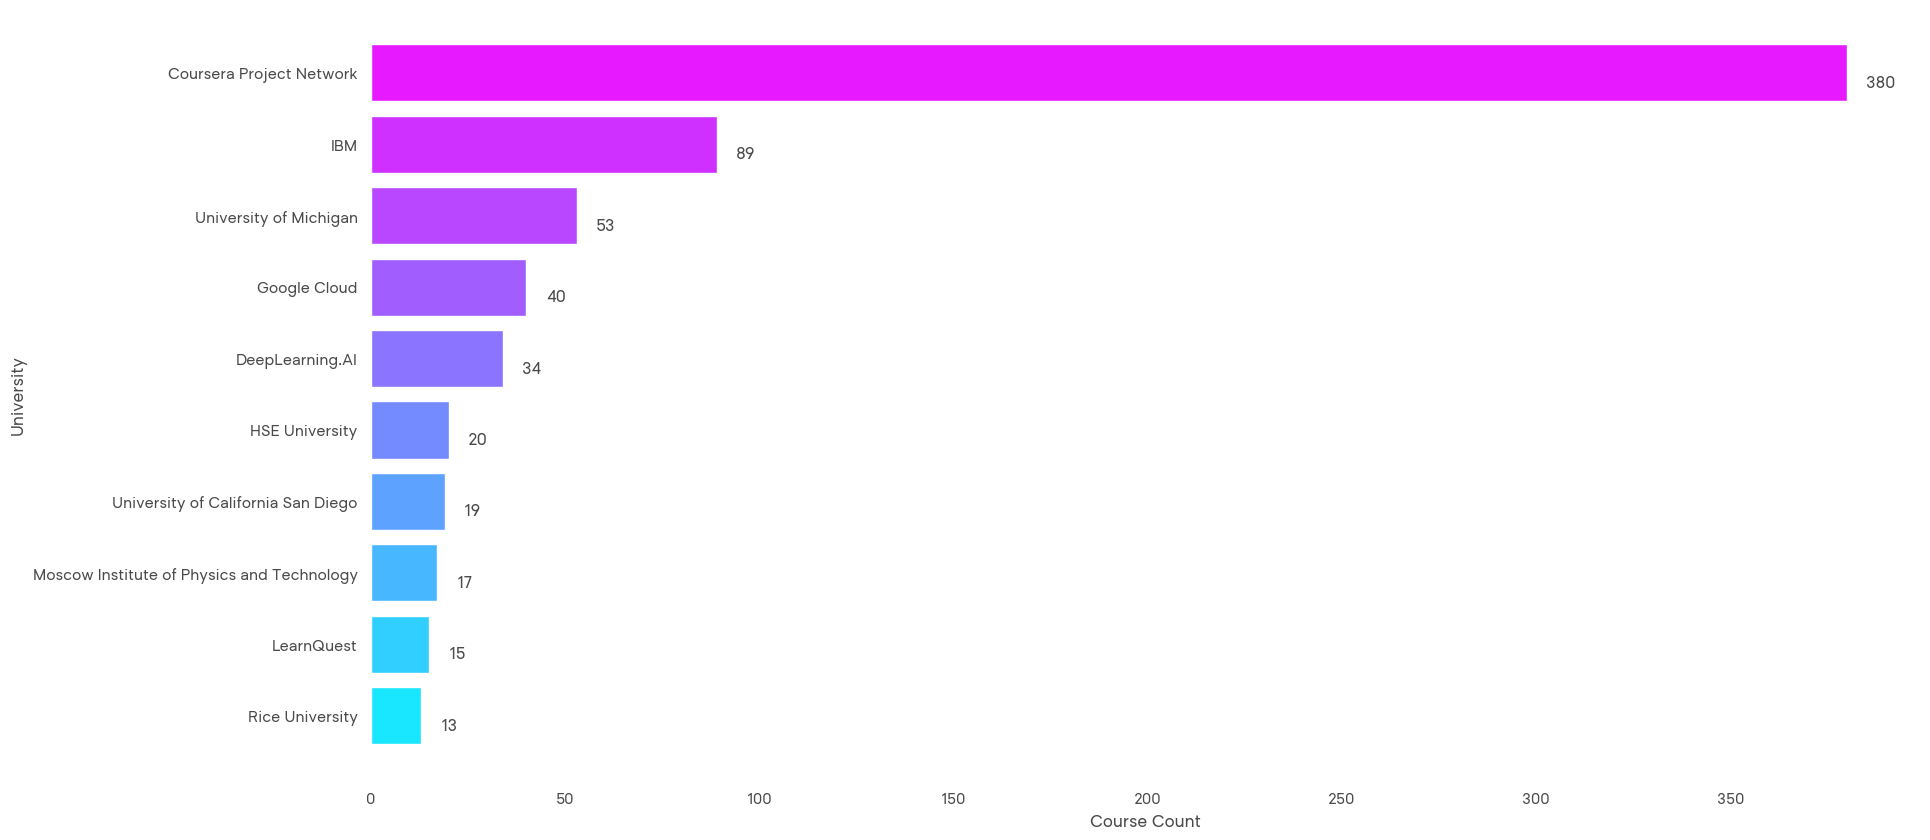 Coursera Project Network 380
IBM 89
University of Michigan 53
Google Cloud 40
DeepLearning.AI 34
HSE University 20
University of California San Diego 19
Moscow Institute of Physics and Technology 17
LearnQuest 15
Rice University 13
University
0 50 100 150 200 250 300 350
Course Count